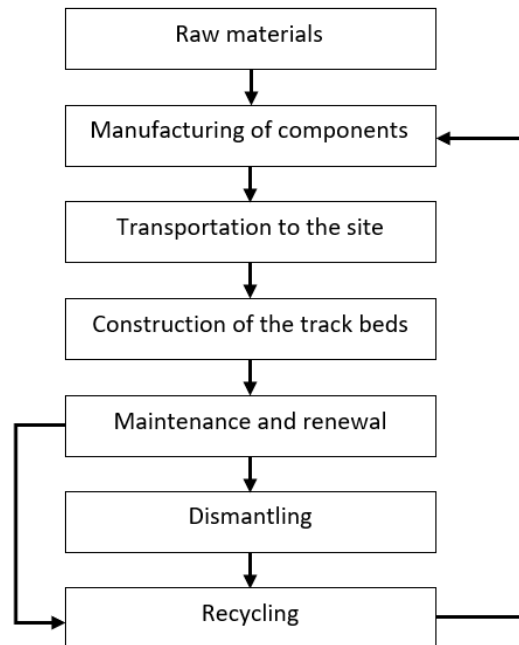 Raw materials
Manufacturing of components
Transportation to the site
Construction of the track beds
Maintenance and renewal
Dismantling
Recycling